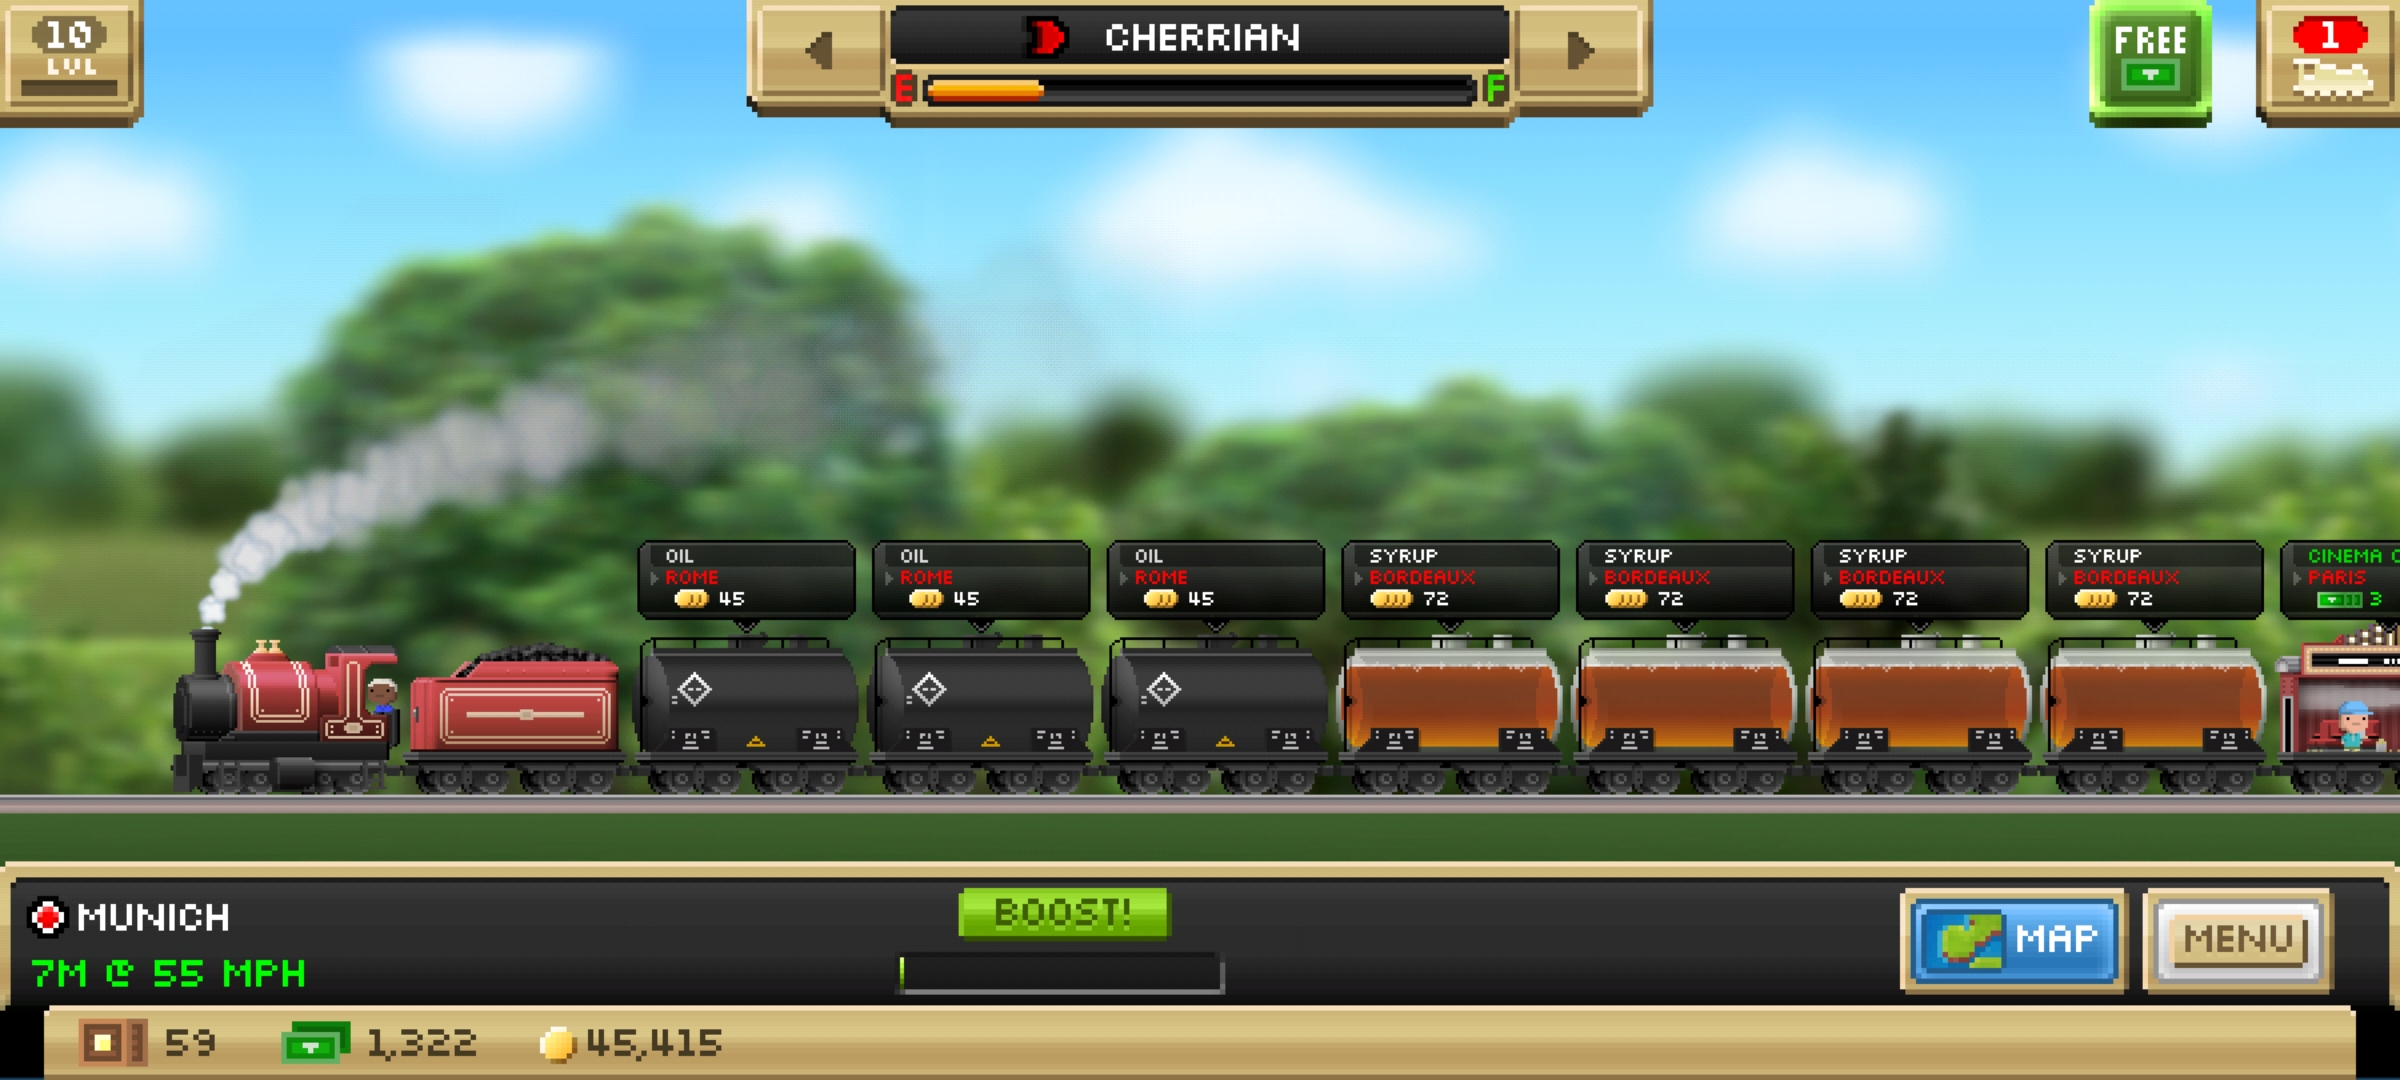 10
LVL
CHERRIAN
E F
FREE
1
OIL
ROME
45
OIL
ROME
45
OIL
ROME
45
SYRUP
BORDEAUX
72
SYRUP
BORDEAUX
72
SYRUP
BORDEAUX
72
SYRUP
BORDEAUX
72
CINEMA
PARIS
3
MUNICH
7M @ 55 MPH
BOOST!
MAP
MENU
59
1,322
45,415